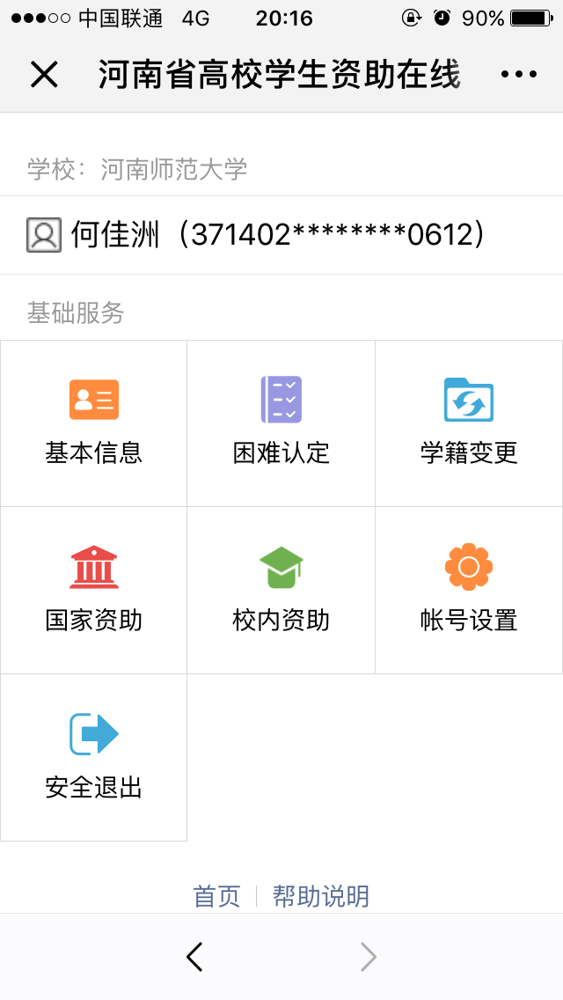 中国联通 4G 20:16 90%
河南省高校学生资助在线
学校：河南师范大学
何佳洲（371402********0612）
基础服务
基本信息 困难认定 学籍变更
国家资助 校内资助 帐号设置
安全退出
首页 帮助说明